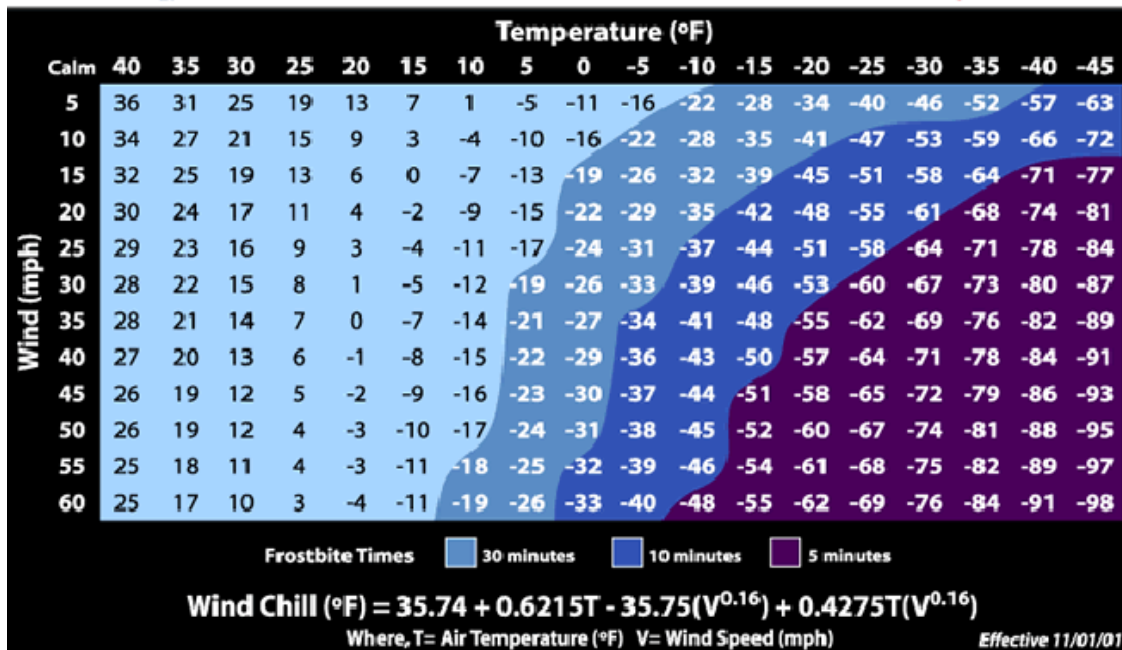 Temperature (ºF)
Calm 40 35 30 25 20 15 10 5 0 -5 -10 -15 -20 -25 -30 -35 -40 -45
5 36 31 25 19 13 7 1 -5 -11 -16 -22 -28 -34 -40 -46 -52 -57 -63
10 34 27 21 15 9 3 -4 -10 -16 -22 -28 -35 -41 -47 -53 -59 -66 -72
15 32 25 19 13 6 0 -7 -13 -19 -26 -32 -39 -45 -51 -58 -64 -71 -77
20 30 24 17 11 4 -2 -9 -15 -22 -29 -35 -42 -48 -55 -61 -68 -74 -81
25 29 23 16 9 3 -4 -11 -17 -24 -31 -37 -44 -51 -58 -64 -71 -78 -84
30 28 22 15 8 1 -5 -12 -19 -26 -33 -39 -46 -53 -60 -67 -73 -80 -87
35 28 21 14 7 0 -7 -14 -21 -27 -34 -41 -48 -55 -62 -69 -76 -82 -89
40 27 20 13 6 -1 -8 -15 -22 -29 -36 -43 -50 -57 -64 -71 -78 -84 -91
45 26 19 12 5 -2 -9 -16 -23 -30 -37 -44 -51 -58 -65 -72 -79 -86 -93
50 26 19 12 4 -3 -10 -17 -24 -31 -38 -45 -52 -60 -67 -74 -81 -88 -95
55 25 18 11 4 -3 -11 -18 -25 -32 -39 -46 -54 -61 -68 -75 -82 -89 -97
60 25 17 10 3 -4 -11 -19 -26 -33 -40 -48 -55 -62 -69 -76 -84 -91 -98
Wind (mph)
Frostbite Times 30 minutes 10 minutes 5 minutes
Wind Chill (ºF) = 35.74 + 0.6215T - 35.75(V^0.16) + 0.4275T(V^0.16)
Where, T= Air Temperature (ºF) V= Wind Speed (mph) Effective 11/01/01